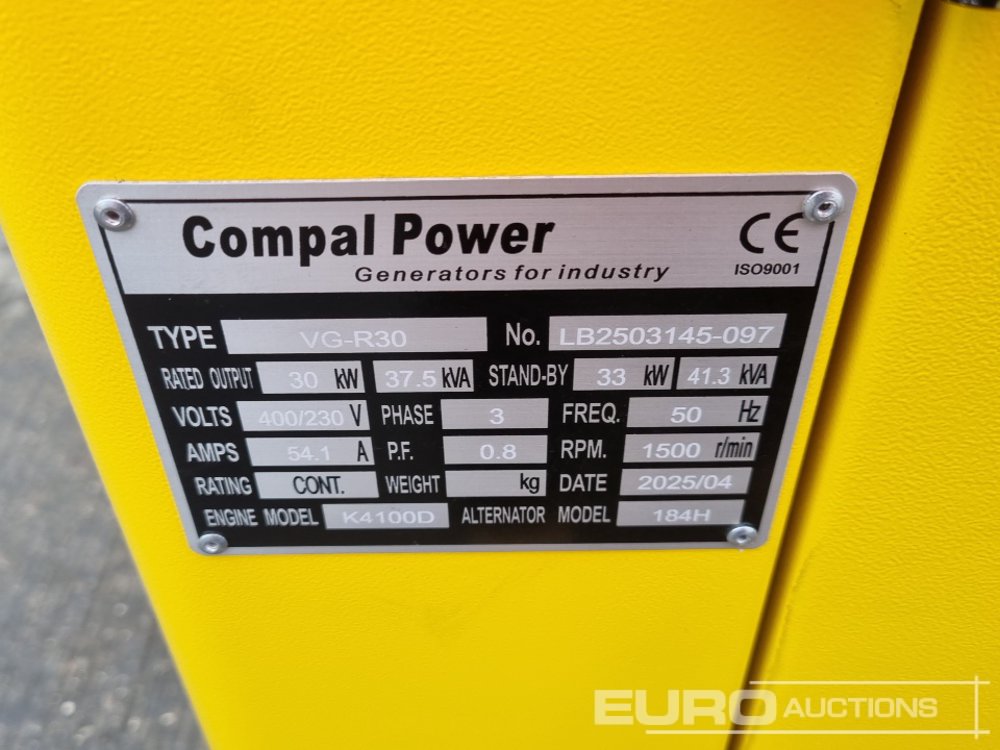 Compal Power
Generators for industry
CE
ISO9001
TYPE VG-R30 No. LB2503145-097
RATED OUTPUT 30 kW 37.5 kVA STAND-BY 33 kW 41.3 kVA
VOLTS 400/230 V PHASE 3 FREQ. 50 Hz
AMPS 54.1 A P.F. 0.8 RPM. 1500 r/min
RATING CONT. WEIGHT kg DATE 2025/04
ENGINE MODEL K4100D ALTERNATOR MODEL 184H
EURO AUCTIONS